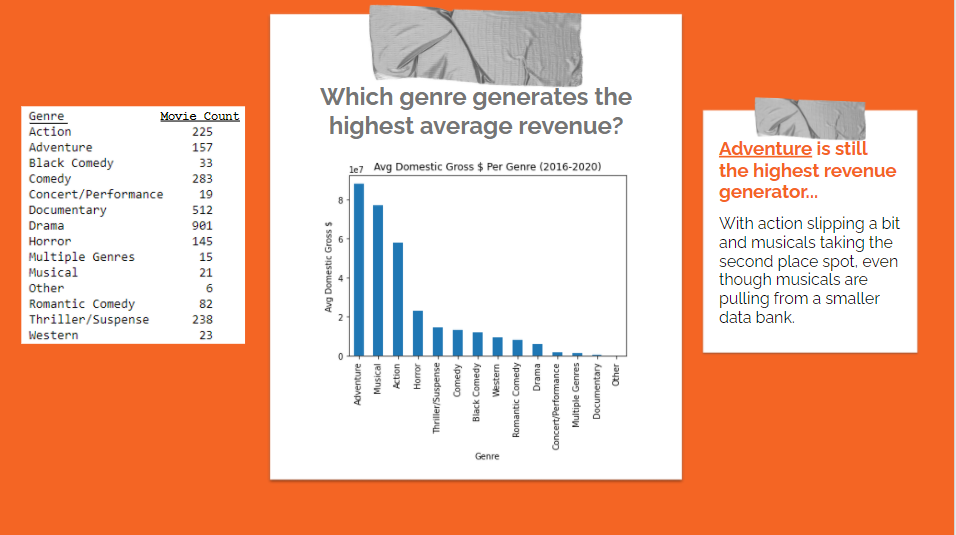 Which genre generates the
highest average revenue?
Genre Movie Count
Action 225
Adventure 157
Black Comedy 33
Comedy 283
Concert/Performance 19
Documentary 512
Drama 901
Horror 145
Multiple Genres 15
Musical 21
Other 6
Romantic Comedy 82
Thriller/Suspense 238
Western 23
1e7 Avg Domestic Gross $ Per Genre (2016-2020)
Avg Domestic Gross $
8
6
4
2
0
Adventure
Musical
Action
Horror
Thriller/Suspense
Comedy
Black Comedy
Western
Romantic Comedy
Drama
Concert/Performance
Multiple Genres
Documentary
Other
Genre
Adventure is still
the highest revenue
generator...
With action slipping a bit
and musicals taking the
second place spot, even
though musicals are
pulling from a smaller
data bank.